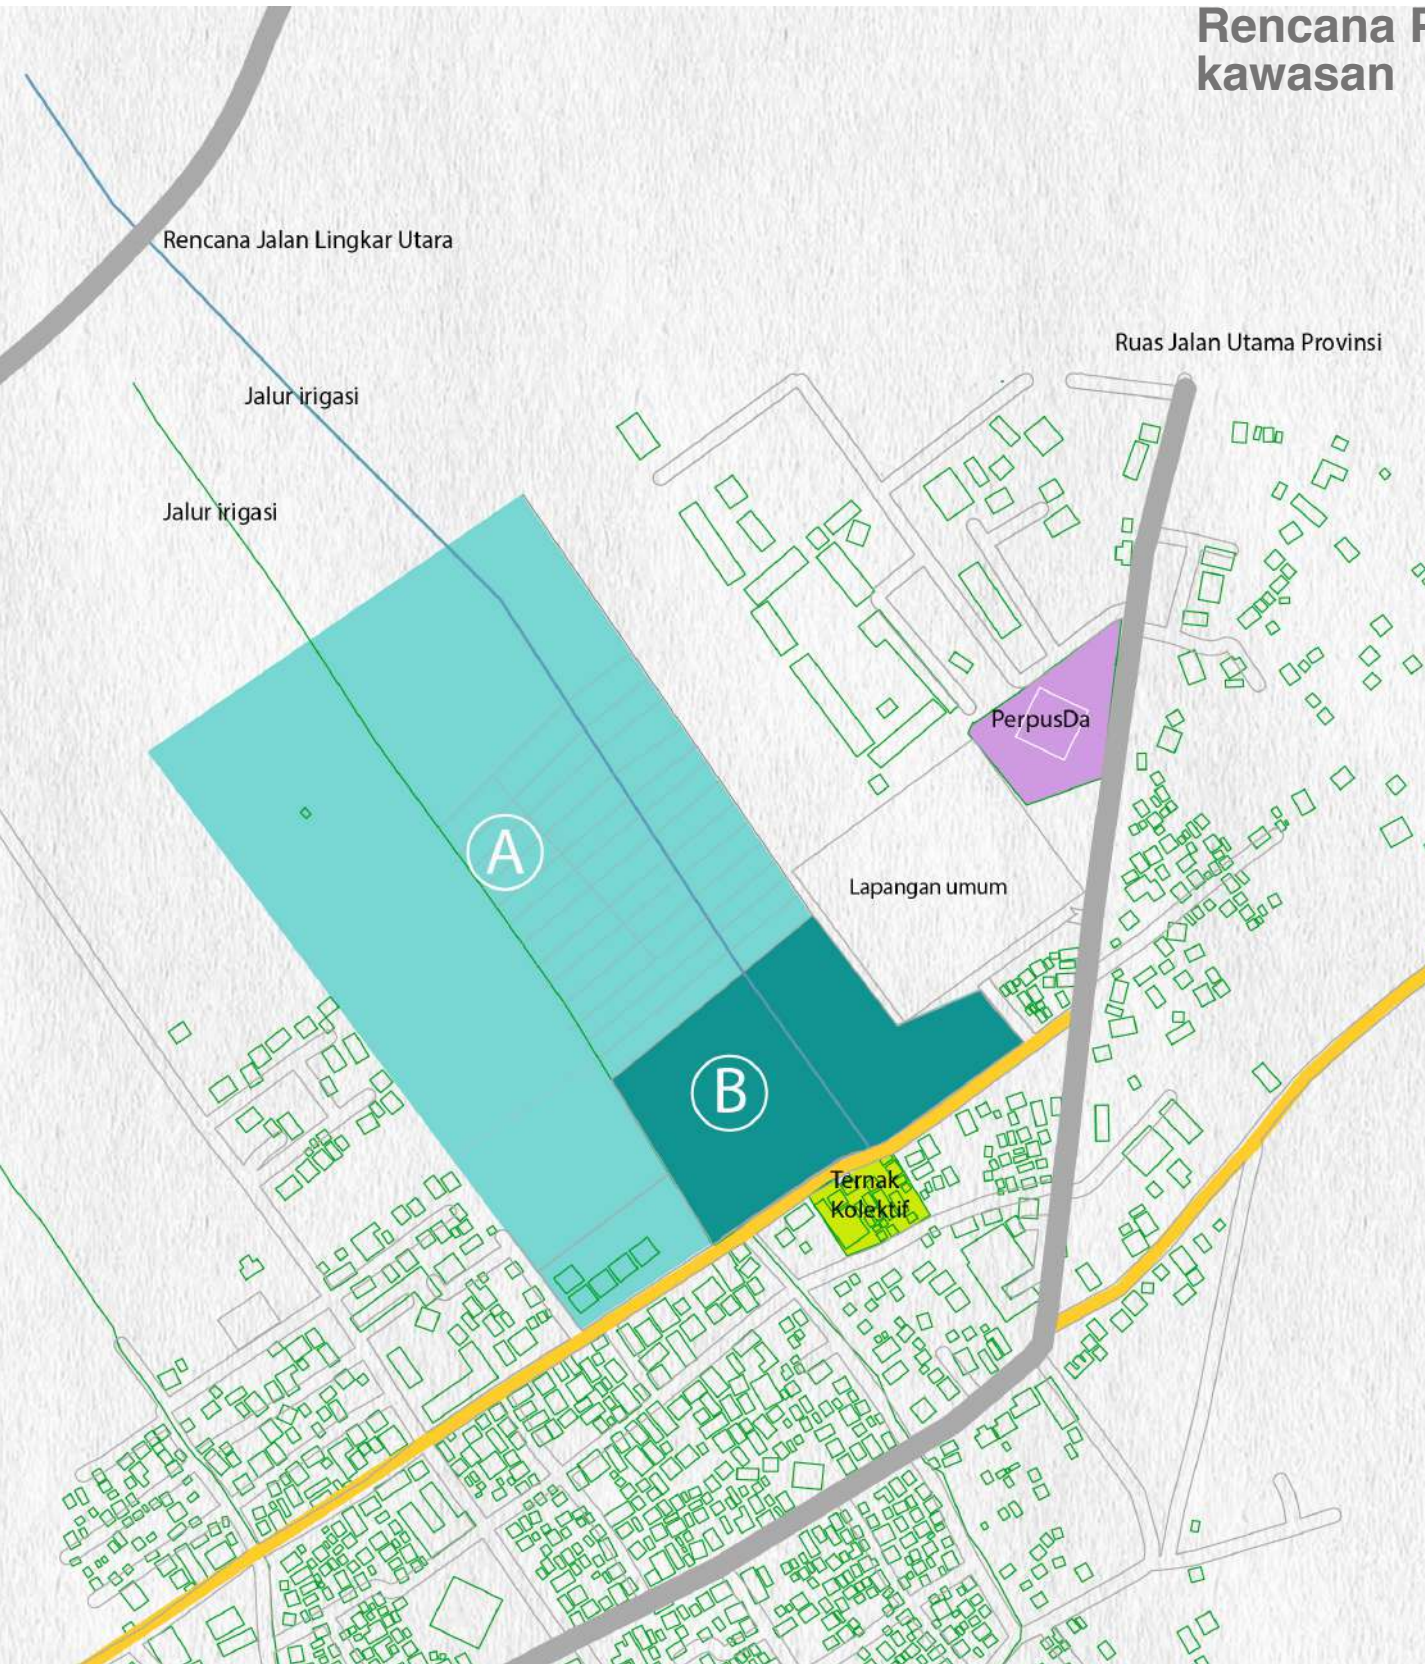 Rencana
kawasan
Rencana Jalan Lingkar Utara
Ruas Jalan Utama Provinsi
Jalur irigasi
Jalur irigasi
PerpusDa
A
Lapangan umum
B
Ternak
Kolektif